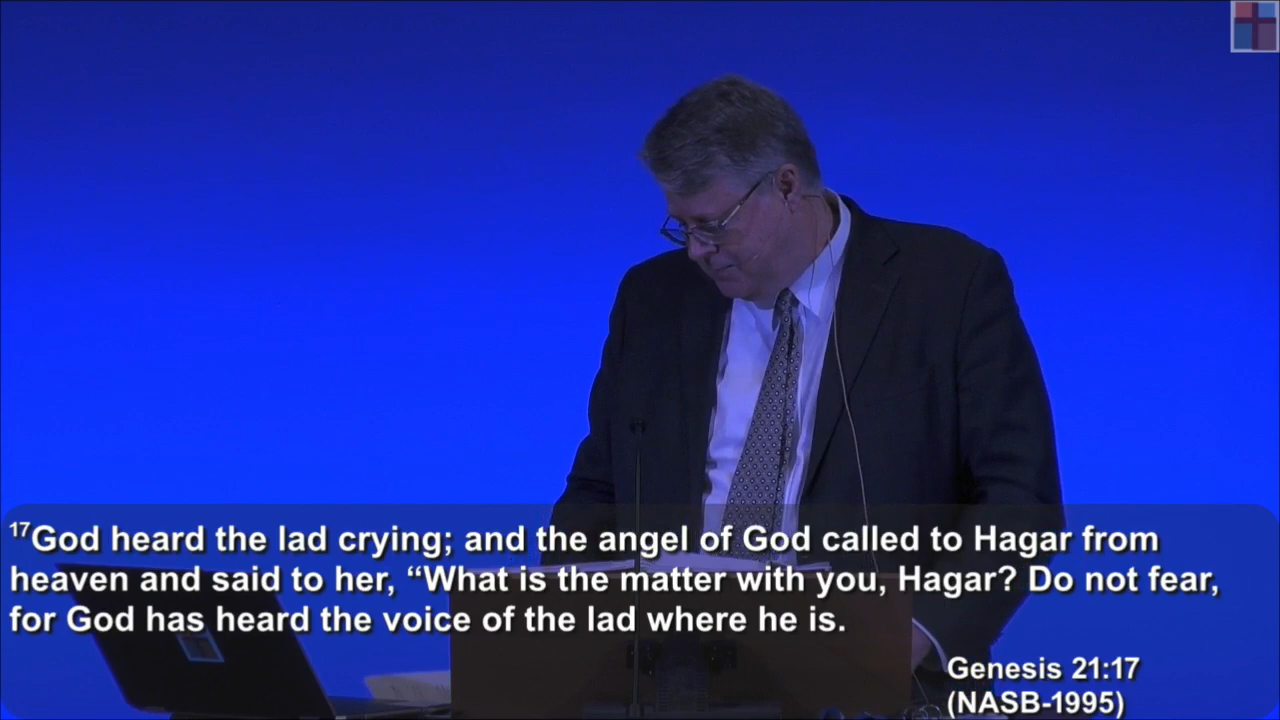 ¹⁷God heard the lad crying; and the angel of God called to Hagar from
heaven and said to her, “What is the matter with you, Hagar? Do not fear,
for God has heard the voice of the lad where he is.
Genesis 21:17
(NASB-1995)